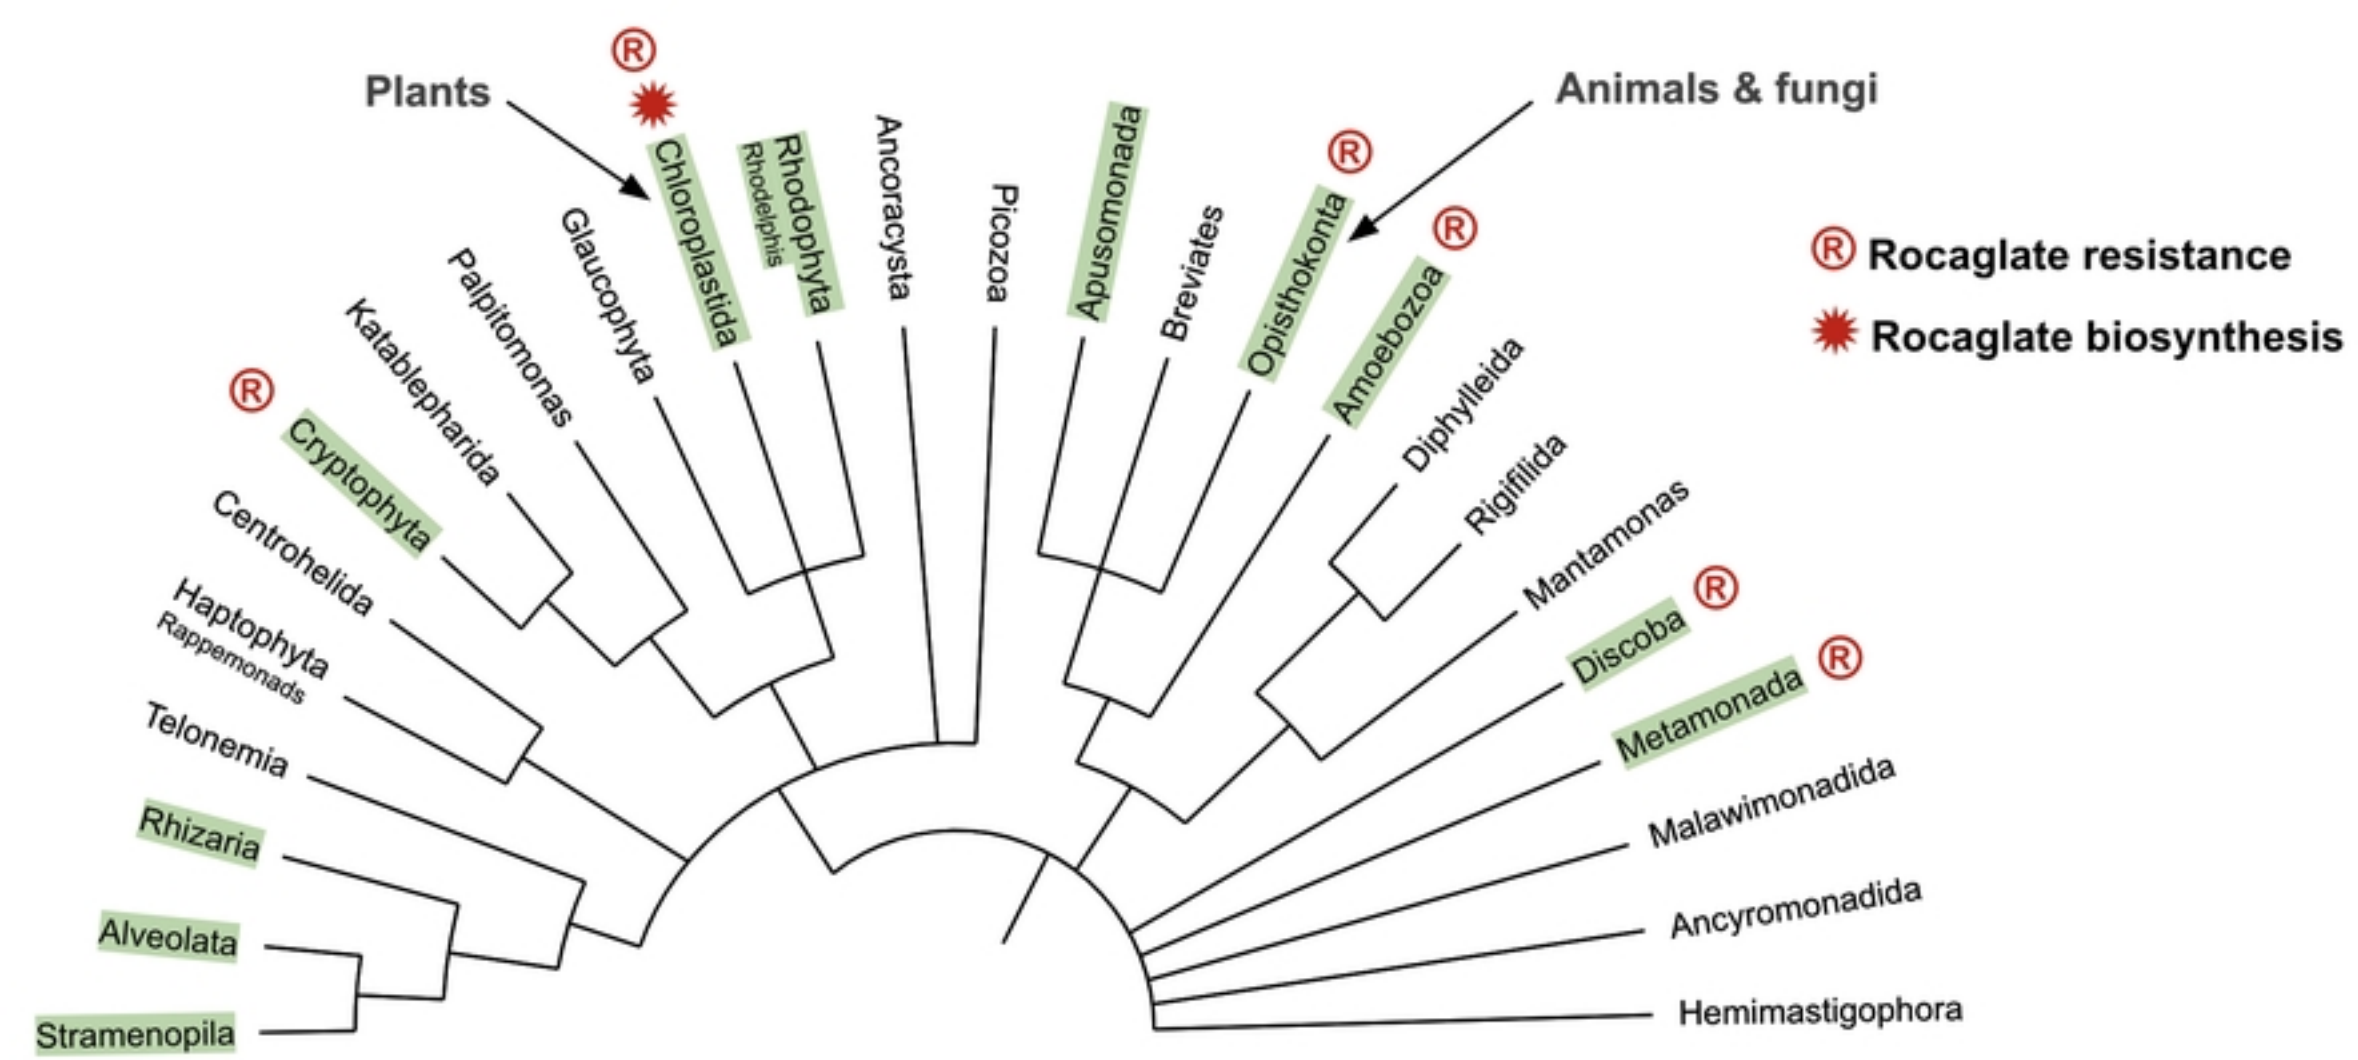 Plants
Animals & fungi
® Rocaglate resistance
Rocaglate biosynthesis
Stramenopila
Alveolata
Rhizaria
Telonemia
Haptophyta
Rappemonads
Centrohelida
® Cryptophyta
Katablepharida
Palpitomonas
Glaucophyta
® Chloroplastida
Rhodophyta
Rhodelphis
Ancoracysta
Picozoa
Apusomonada
Breviates
Opisthokonta ®
Amoebozoa ®
Diphylleida
Rigifilida
Mantamonas
Discoba ®
Metamonada ®
Malawimonadida
Ancyromonadida
Hemimastigophora